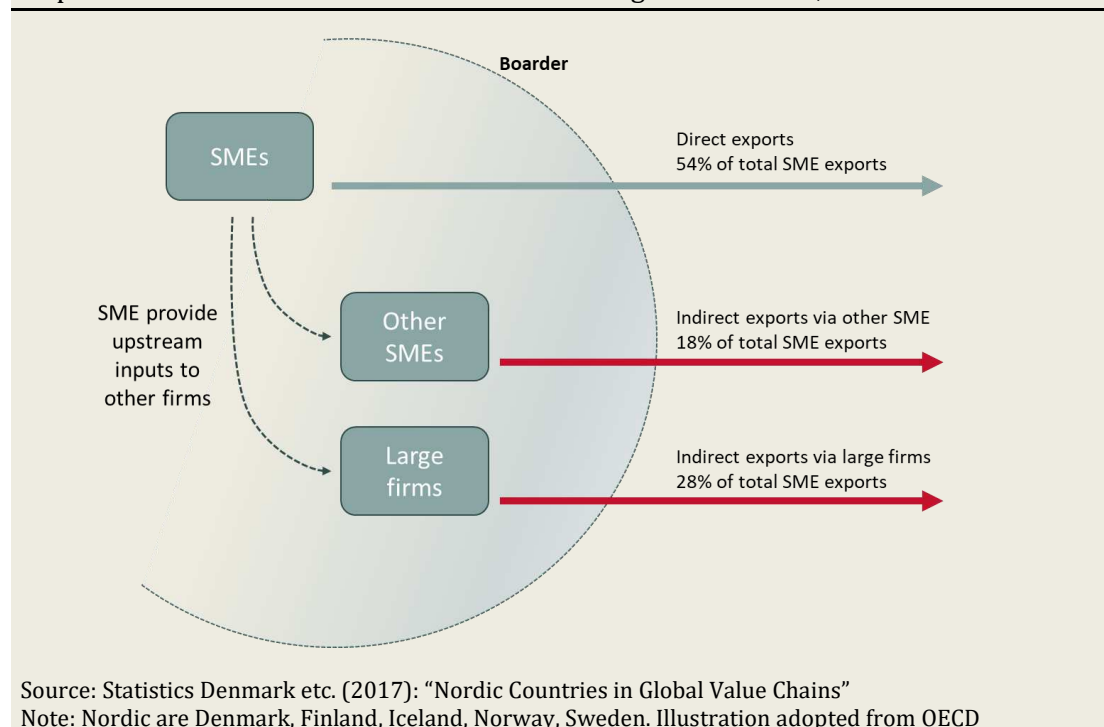 Boarder
SMEs
Direct exports
54% of total SME exports
SME provide
upstream
inputs to
other firms
Other
SMEs
Indirect exports via other SME
18% of total SME exports
Large
firms
Indirect exports via large firms
28% of total SME exports
Source: Statistics Denmark etc. (2017): “Nordic Countries in Global Value Chains”
Note: Nordic are Denmark, Finland, Iceland, Norway, Sweden. Illustration adopted from OECD